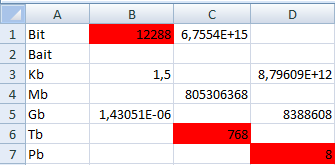 A B C D
1 Bit 12288 6,7554E+15
2 Bait
3 Kb 1,5 8,79609E+12
4 Mb 805306368
5 Gb 1,43051E-06 8388608
6 Tb 768
7 Pb 8